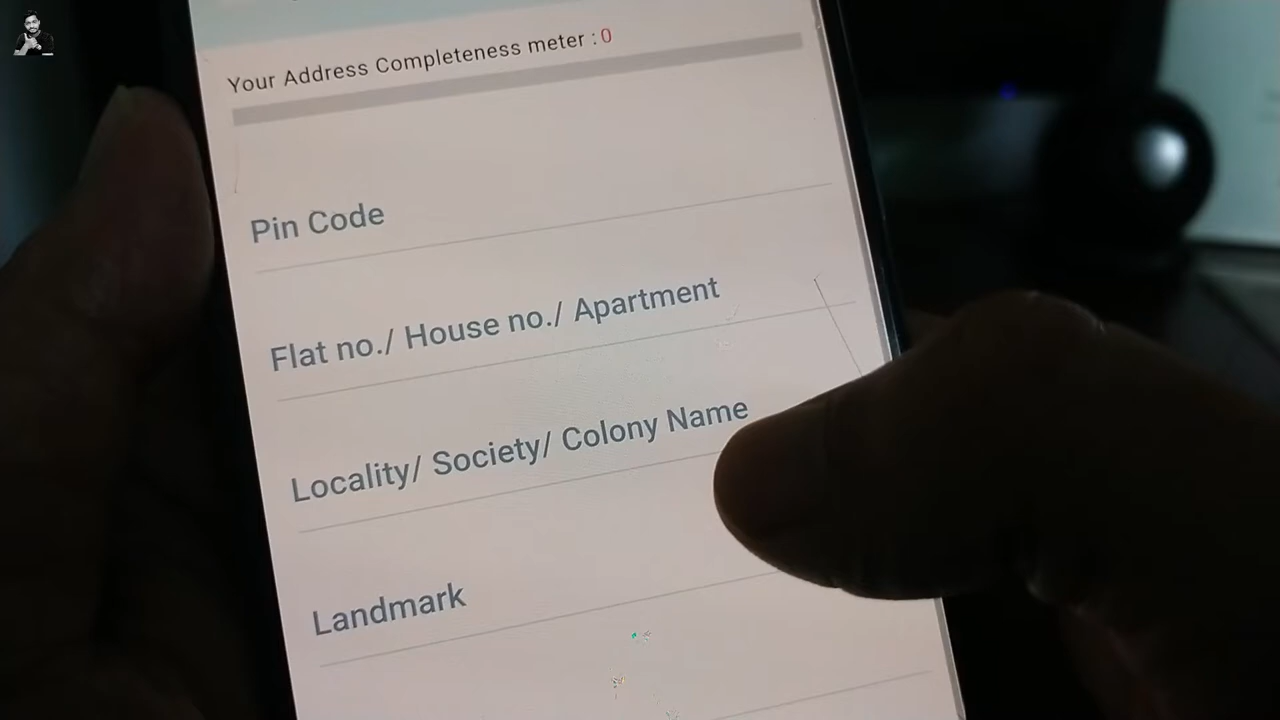 Your Address Completeness meter : 0
Pin Code
Flat no./ House no./ Apartment
Locality/ Society/ Colony Name
Landmark